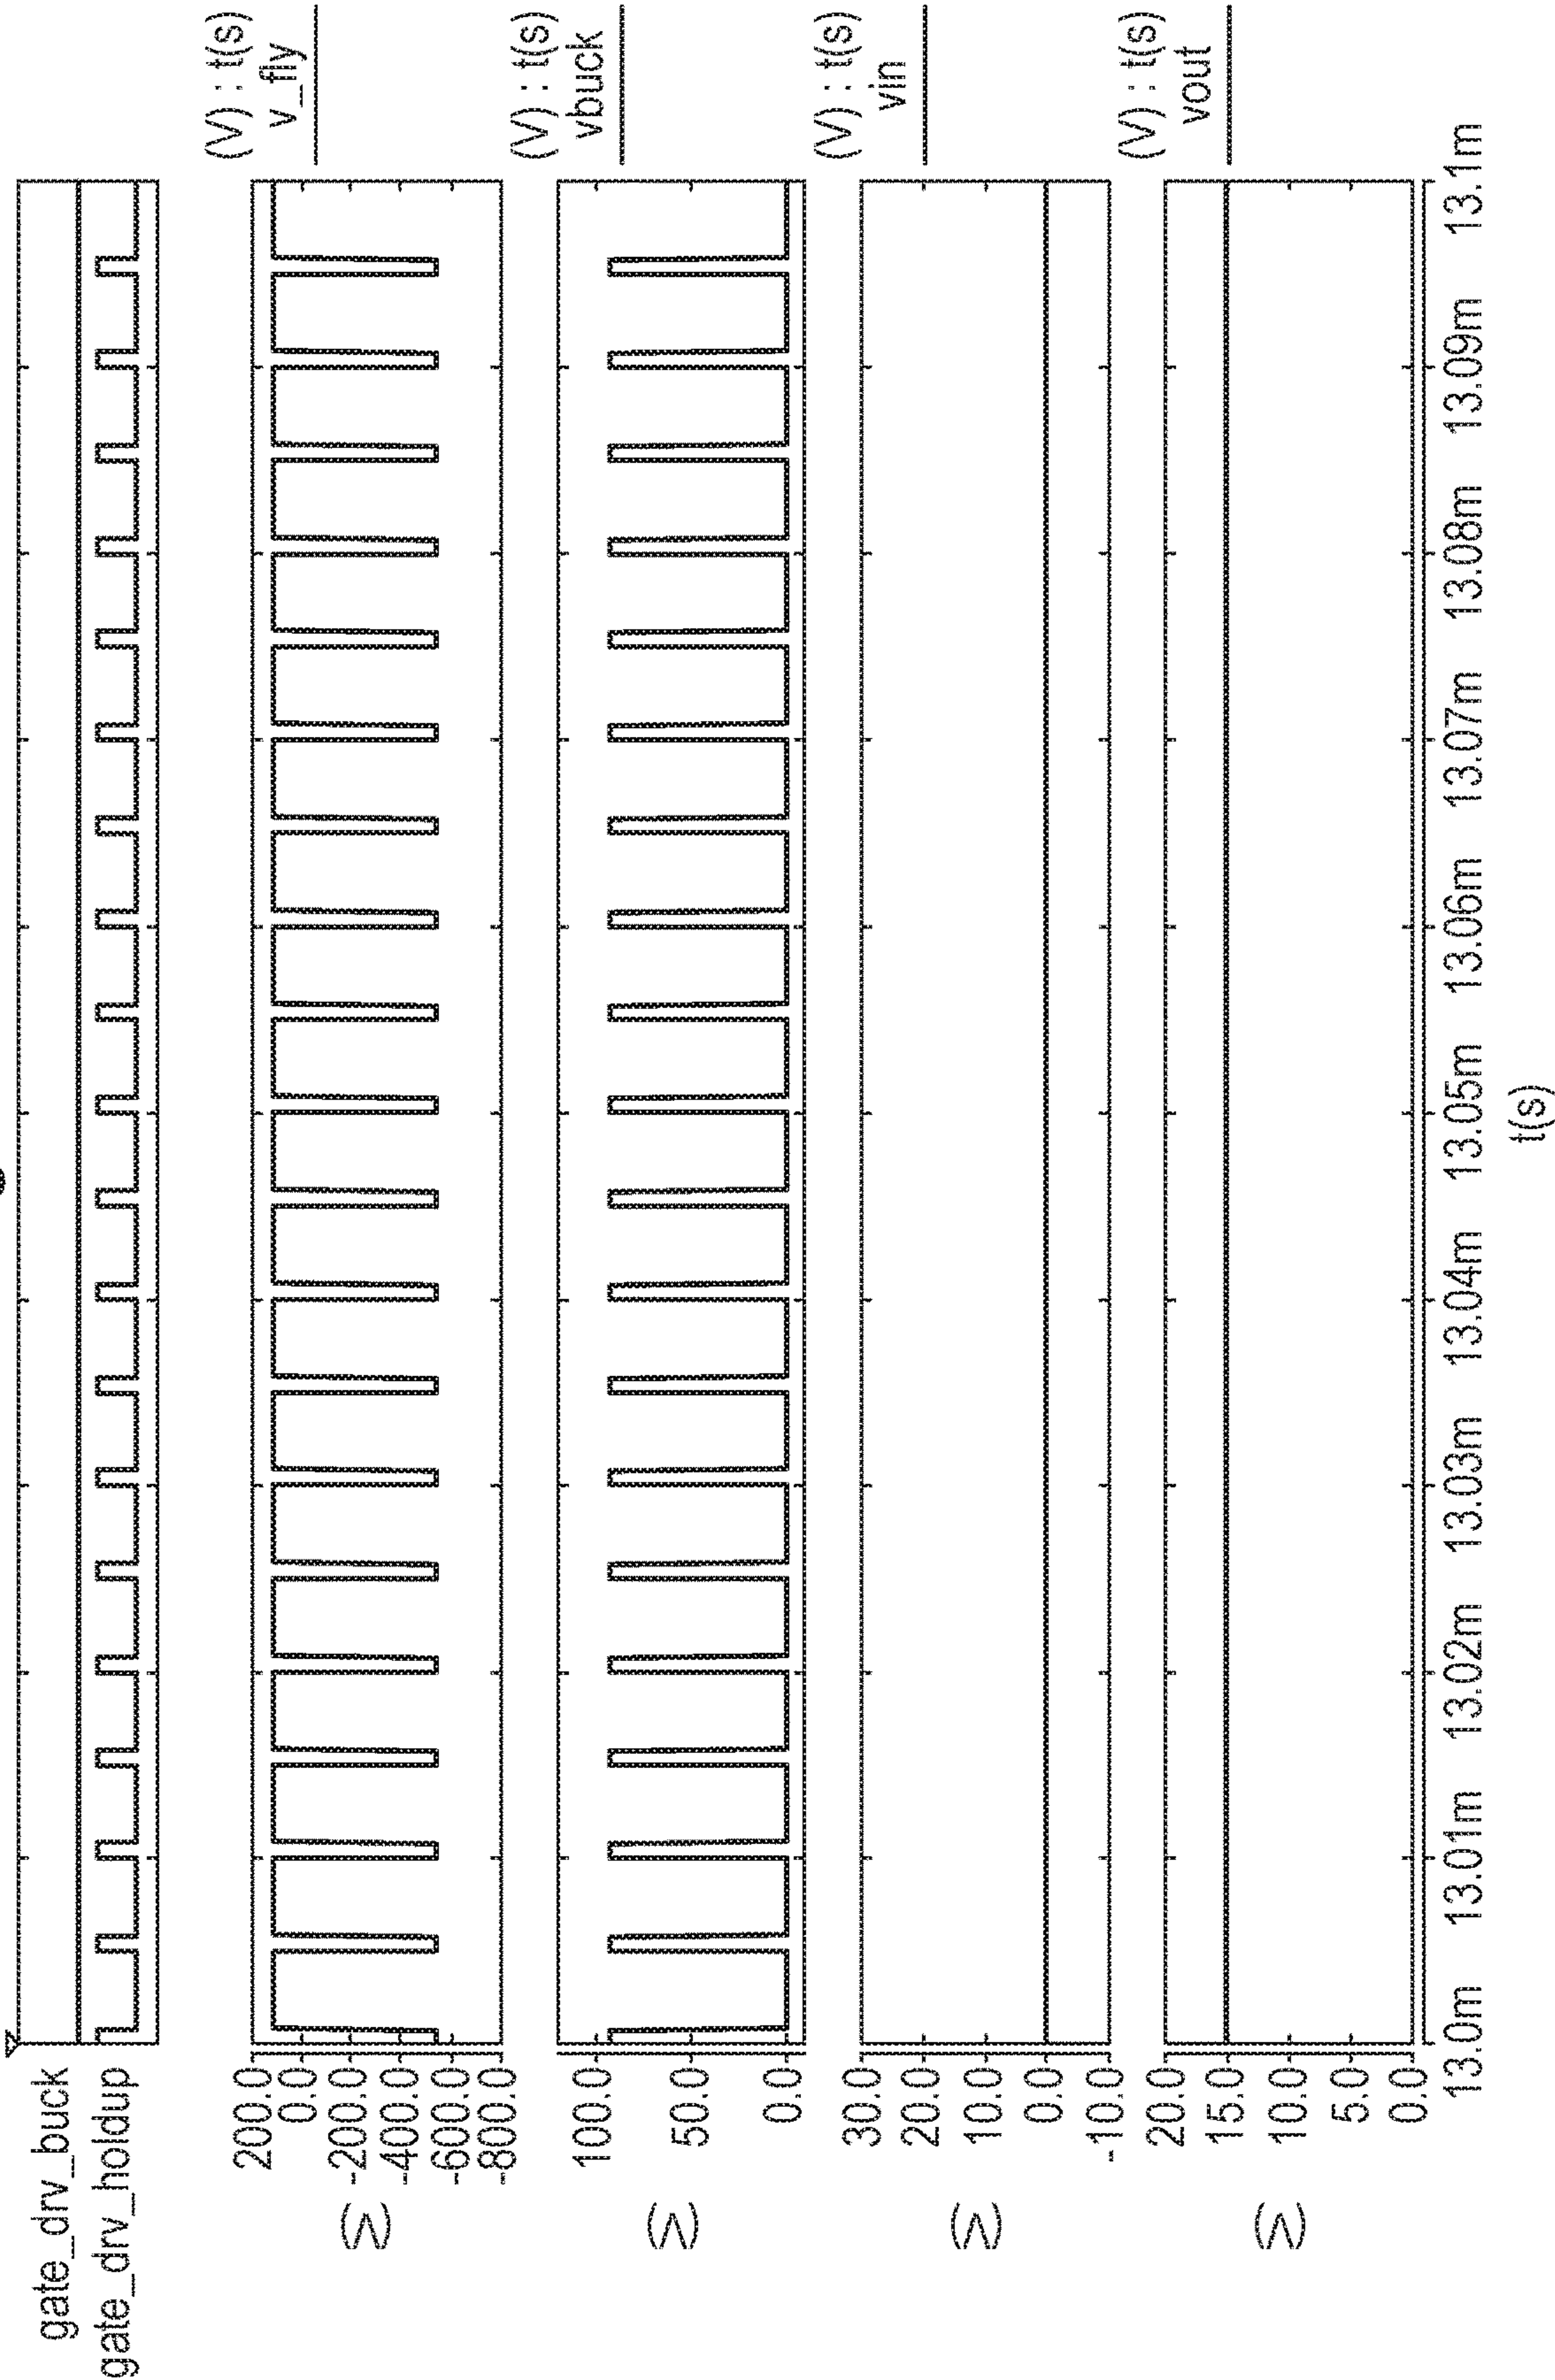 gate_drv_buck
gate_drv_holdup
(V) : t(s)
v_fly
(V)
200.0
0.0
-200.0
-400.0
-600.0
-800.0
(V) : t(s)
vbuck
(V)
100.0
50.0
0.0
(V) : t(s)
vin
(V)
30.0
20.0
10.0
0.0
-10.0
(V) : t(s)
vout
(V)
20.0
15.0
10.0
5.0
0.0
13.0m 13.01m 13.02m 13.03m 13.04m 13.05m 13.06m 13.07m 13.08m 13.09m 13.1m
t(s)